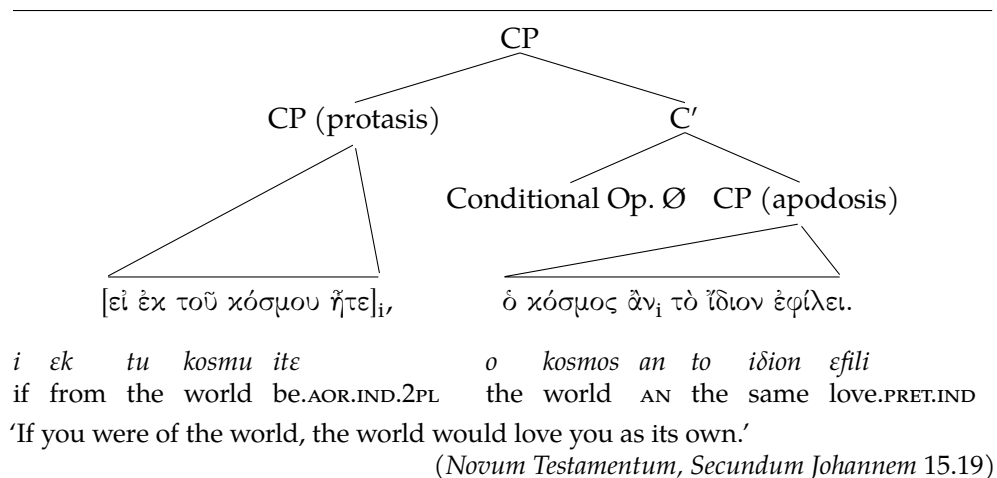 CP
CP (protasis) C′
Conditional Op. Ø CP (apodosis)
[εἰ ἐκ τοῦ κόσμου ἦτε]i, ὁ κόσμος ἂνi τὸ ἴδιον ἐφίλει.
i εk tu kosmu itε o kosmos an to iδion εfili
if from the world be.AOR.IND.2PL the world AN the same love.PRET.IND
‘If you were of the world, the world would love you as its own.’
(Novum Testamentum, Secundum Johannem 15.19)